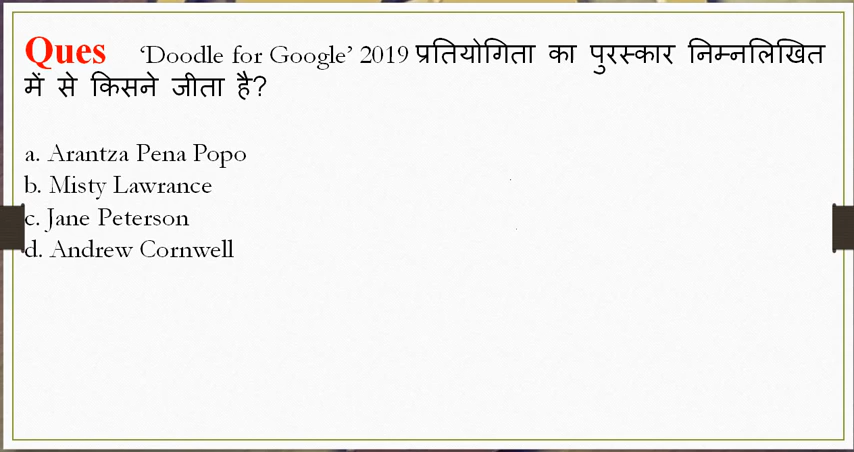 Ques ‘Doodle for Google’ 2019 प्रतियोगिता का पुरस्कार निम्नलिखित
में से किसने जीता है?
a. Arantza Pena Popo
b. Misty Lawrance
c. Jane Peterson
d. Andrew Cornwell